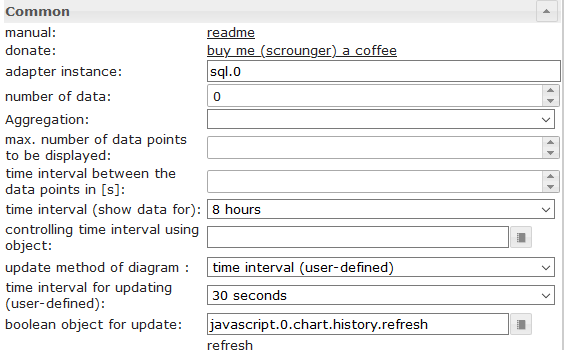 Common
manual: readme
donate: buy me (scrounger) a coffee
adapter instance: sql.0
number of data: 0
Aggregation:
max. number of data points
to be displayed:
time interval between the
data points in [s]:
time interval (show data for): 8 hours
controlling time interval using
object:
update method of diagram : time interval (user-defined)
time interval for updating
(user-defined): 30 seconds
boolean object for update: javascript.0.chart.history.refresh
refresh